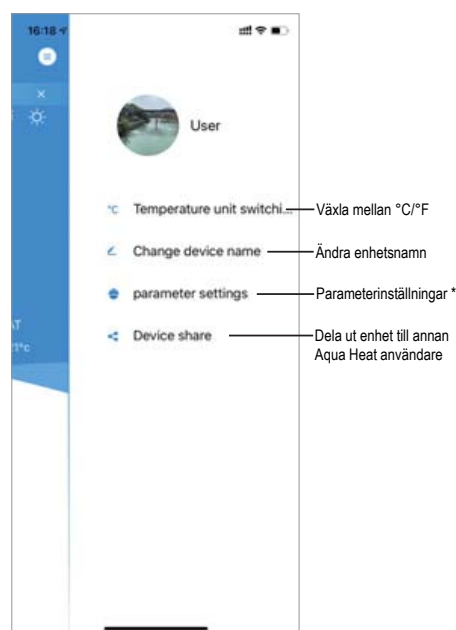 16:18
User
°C Temperature unit switchi...
Växla mellan °C/°F
Change device name
Ändra enhetsnamn
parameter settings
Parameterinställningar *
Device share
Dela ut enhet till annan
Aqua Heat användare